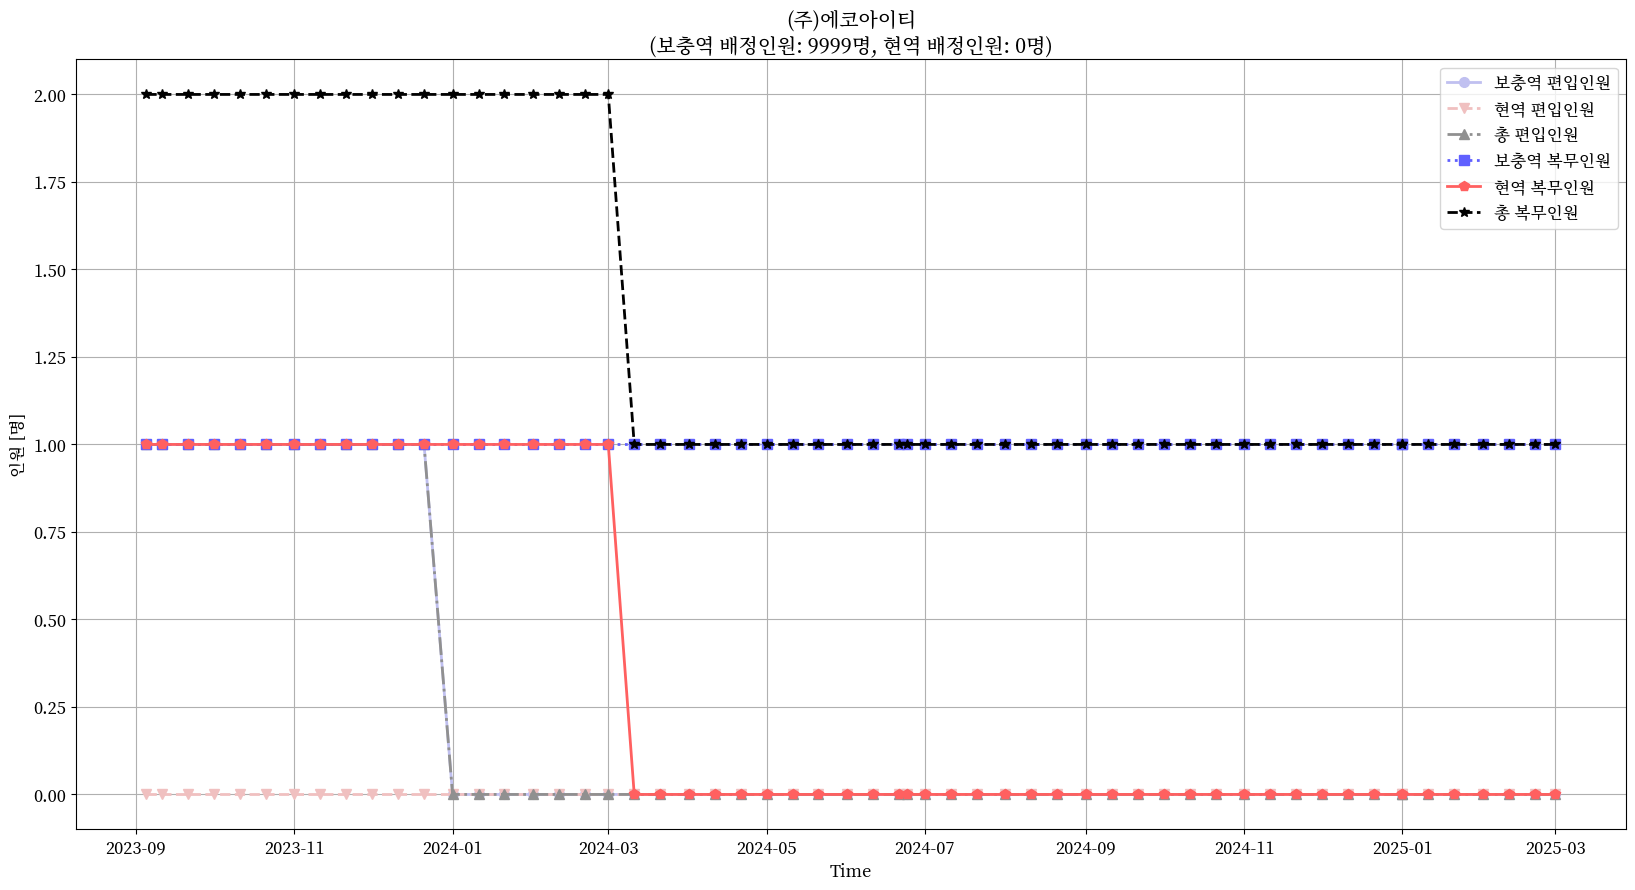 (주)에코아이티
(보충역 배정인원: 9999명, 현역 배정인원: 0명)
보충역 편입인원
현역 편입인원
총 편입인원
보충역 복무인원
현역 복무인원
총 복무인원
2.00
1.75
1.50
1.25
1.00
0.75
0.50
0.25
0.00
인원 [명]
2023-09
2023-11
2024-01
2024-03
2024-05
2024-07
2024-09
2024-11
2025-01
2025-03
Time